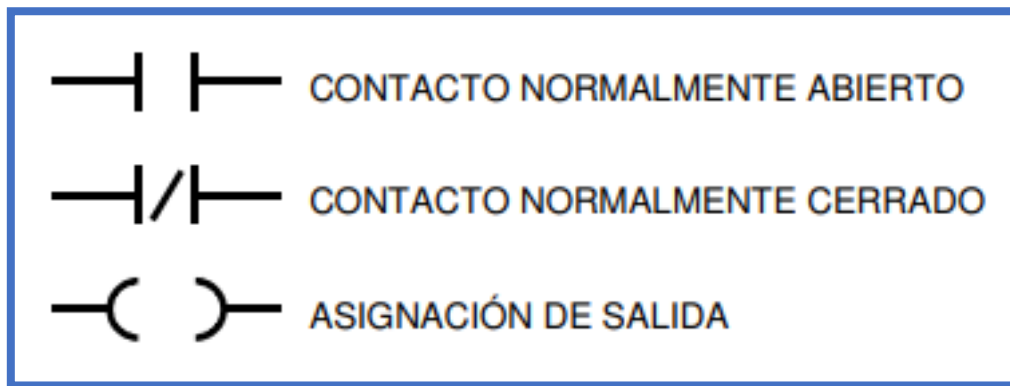 CONTACTO NORMALMENTE ABIERTO
CONTACTO NORMALMENTE CERRADO
ASIGNACIÓN DE SALIDA